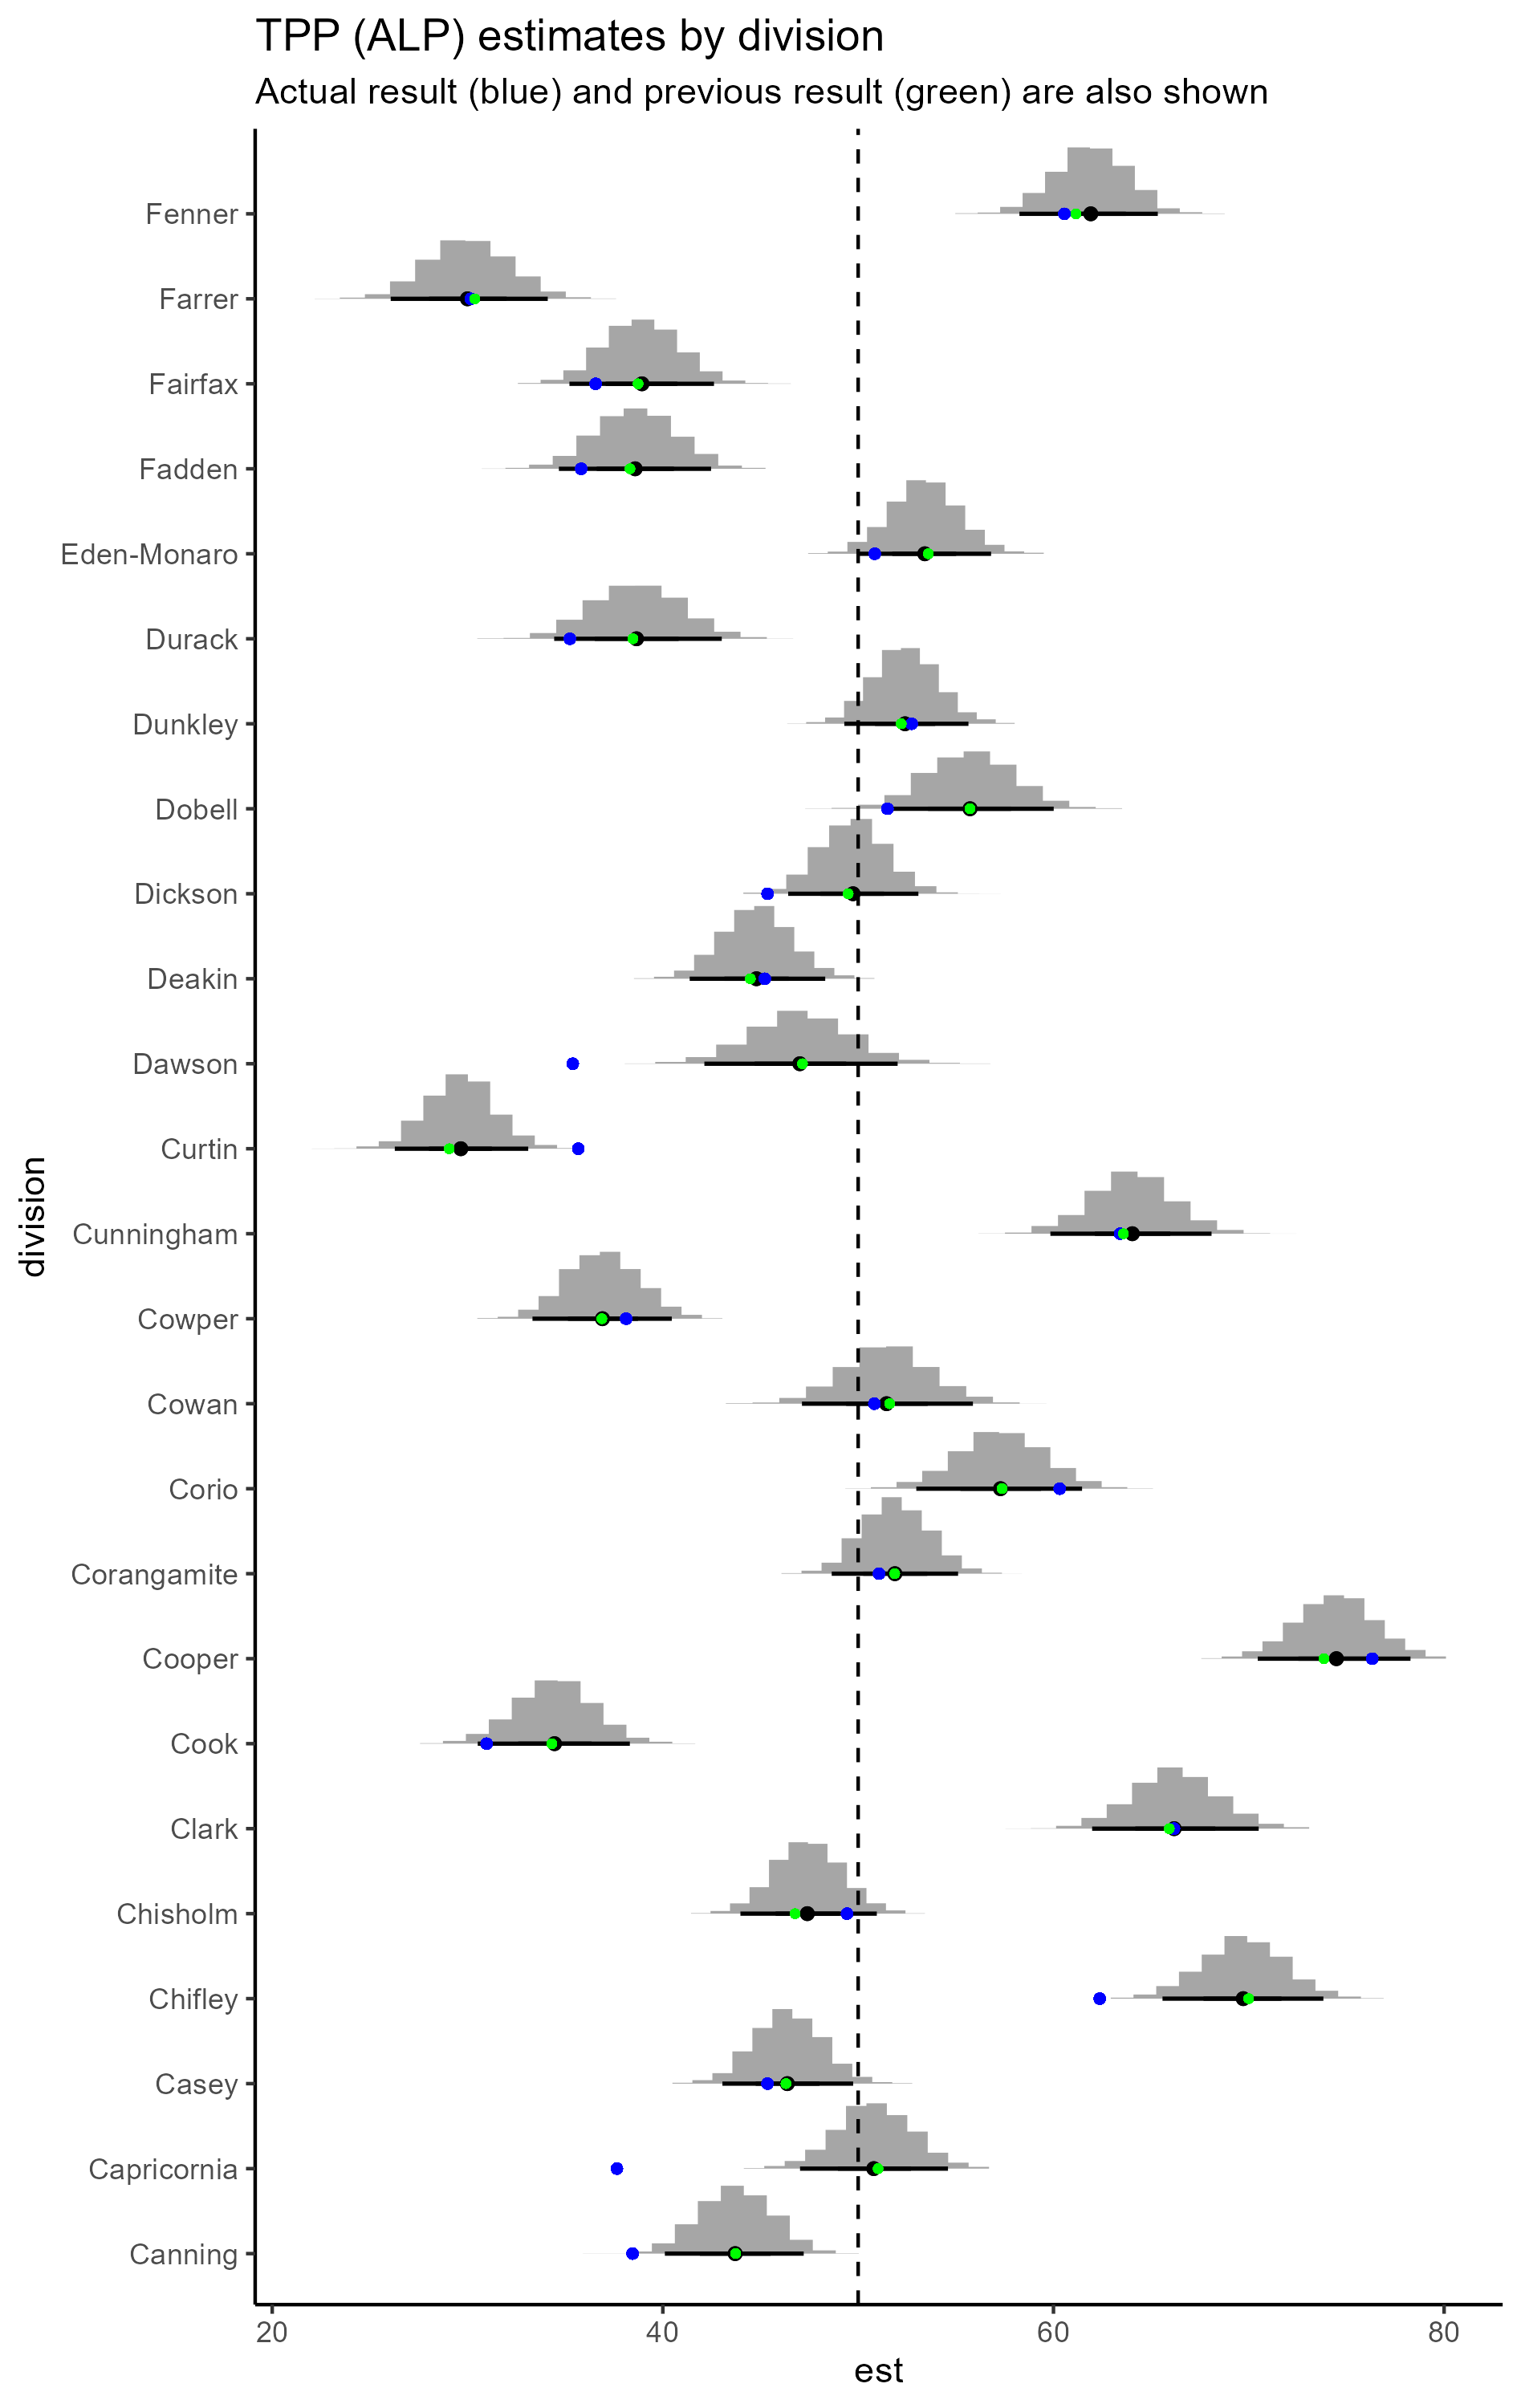 TPP (ALP) estimates by division
Actual result (blue) and previous result (green) are also shown
Fenner
Farrer
Fairfax
Fadden
Eden-Monaro
Durack
Dunkley
Dobell
Dickson
Deakin
Dawson
Curtin
Cunningham
Cowper
Cowan
Corio
Corangamite
Cooper
Cook
Clark
Chisholm
Chifley
Casey
Capricornia
Canning
division
20 40 60 80
est